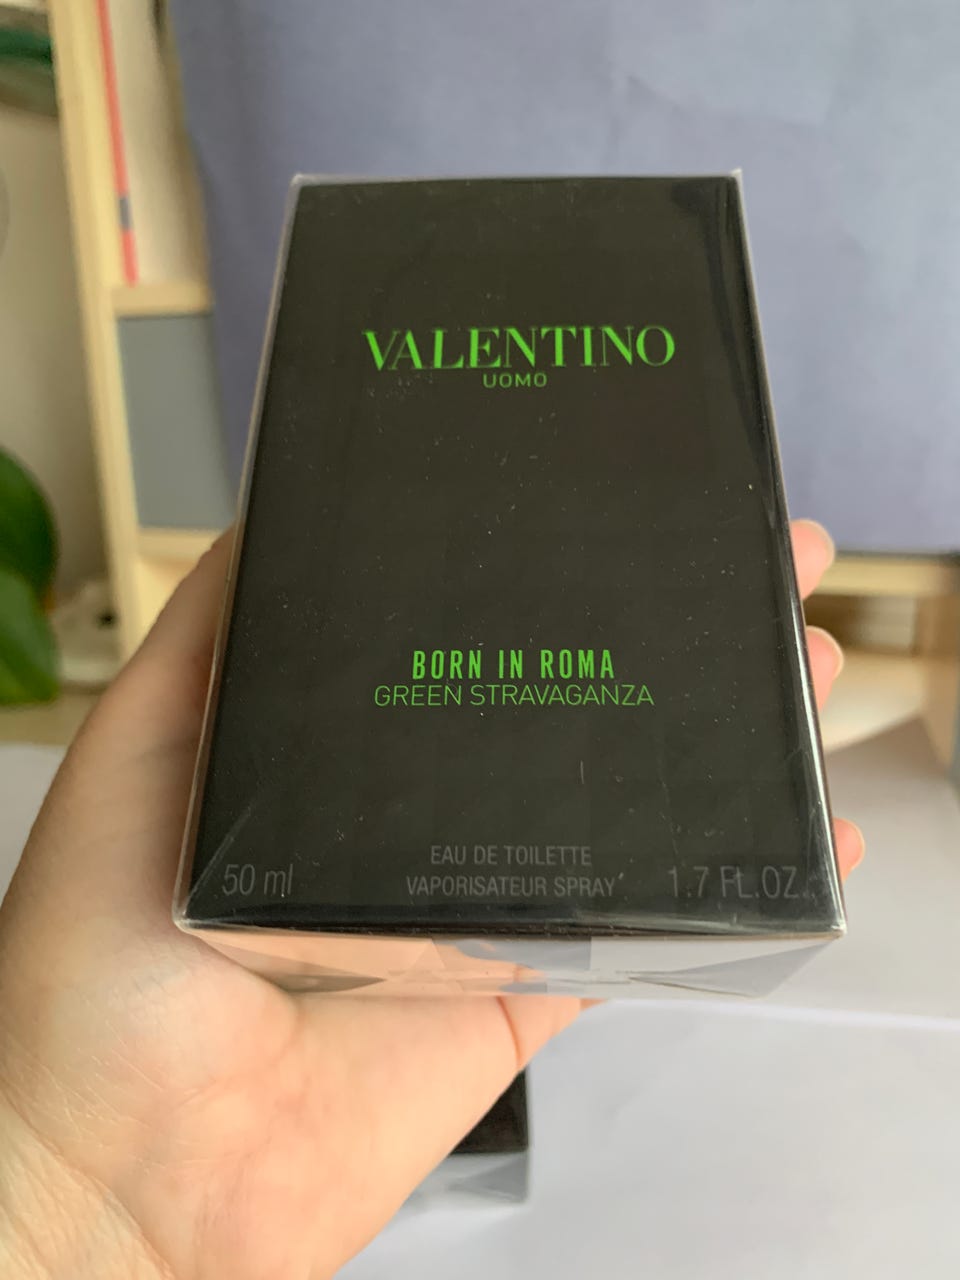 VALENTINO
UOMO
BORN IN ROMA
GREEN STRAVAGANZA
EAU DE TOILETTE
50 ml VAPORISATEUR SPRAY 1.7 FL.OZ.